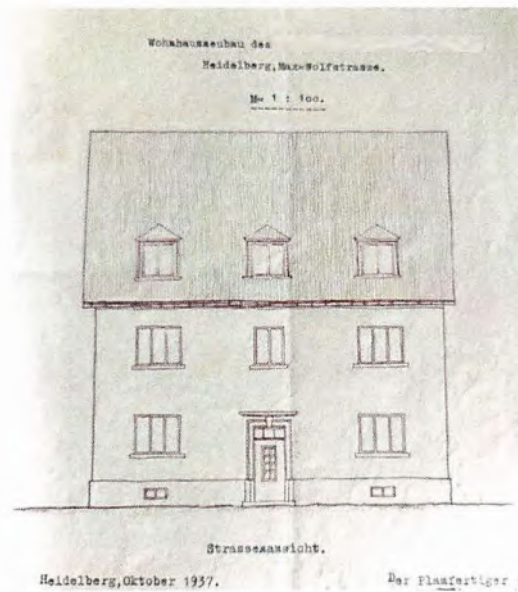 Wohnhausneubau des
Heidelberg, Max-Wolfstrasse.
M= 1 : 100.
Strassenansicht.
Heidelberg, Oktober 1937.
Der Planfertiger